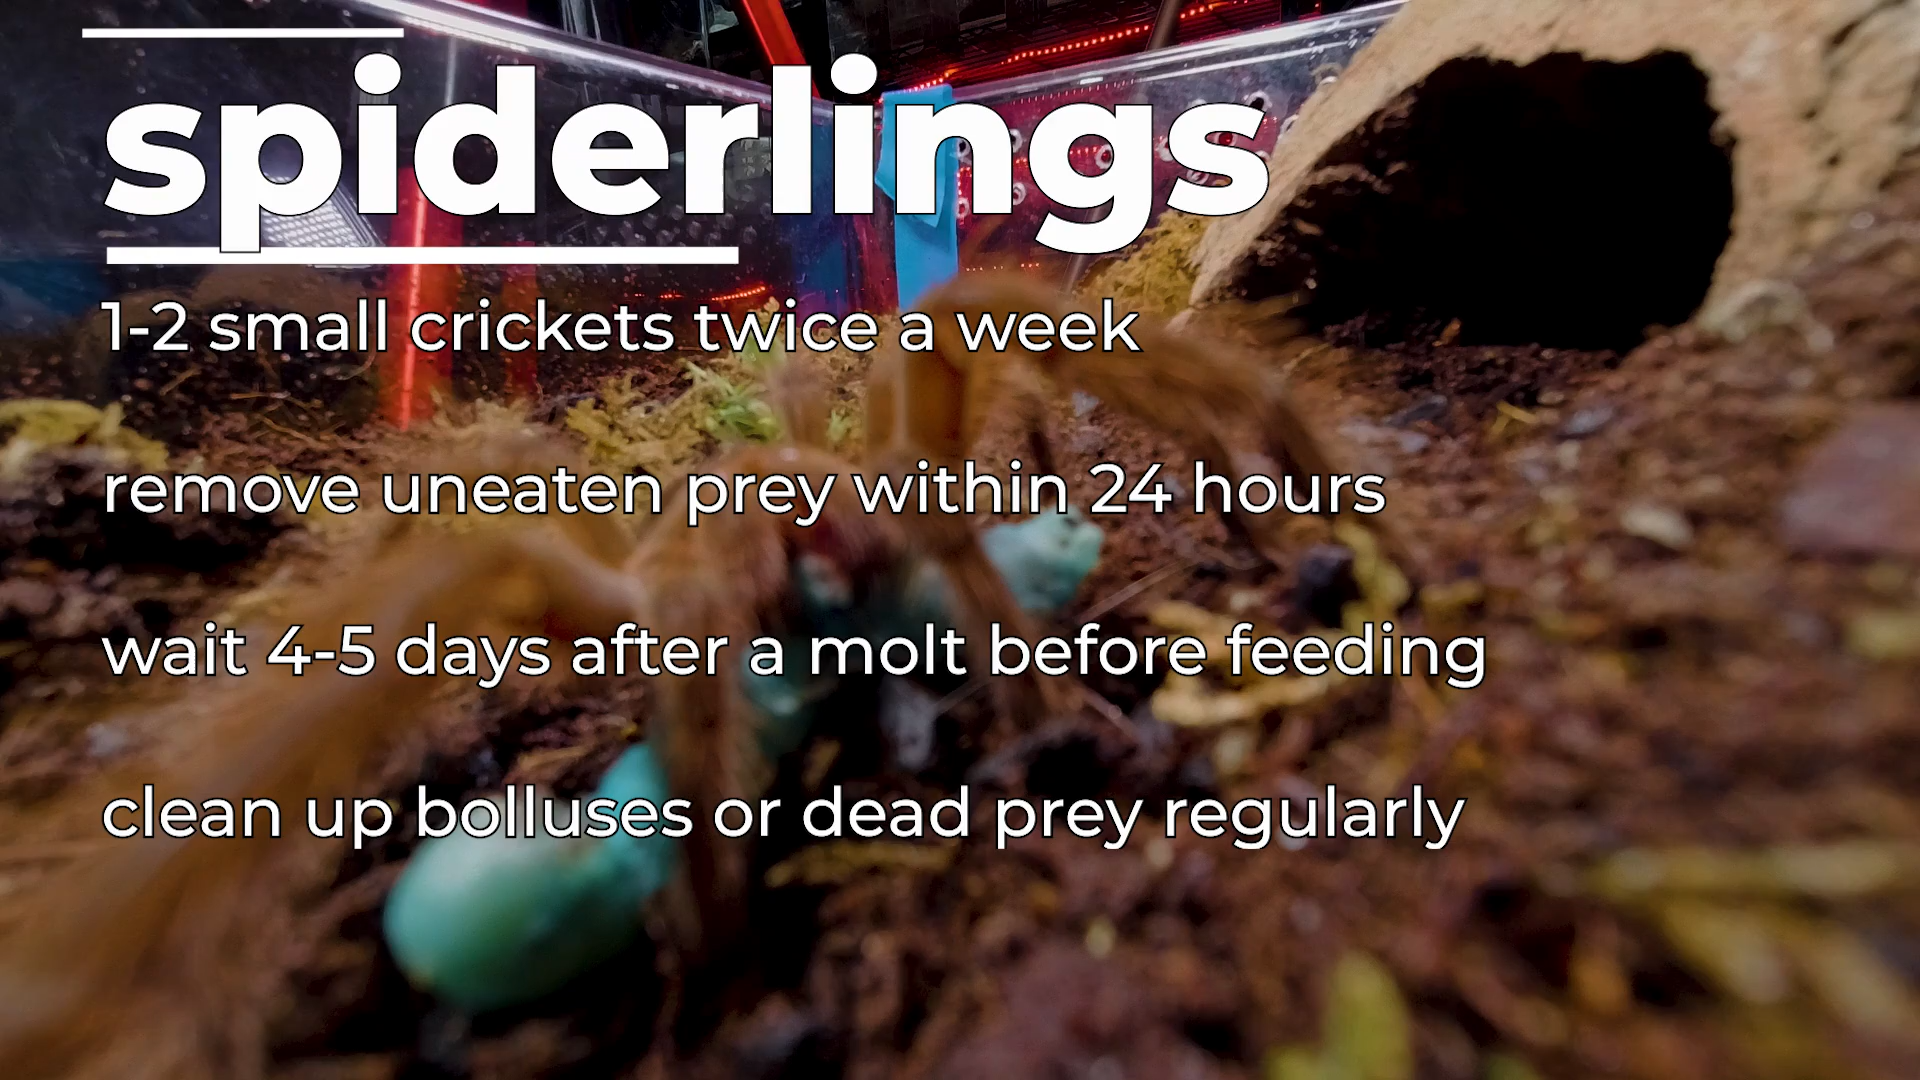 spiderlings
1-2 small crickets twice a week
remove uneaten prey within 24 hours
wait 4-5 days after a molt before feeding
clean up bolluses or dead prey regularly